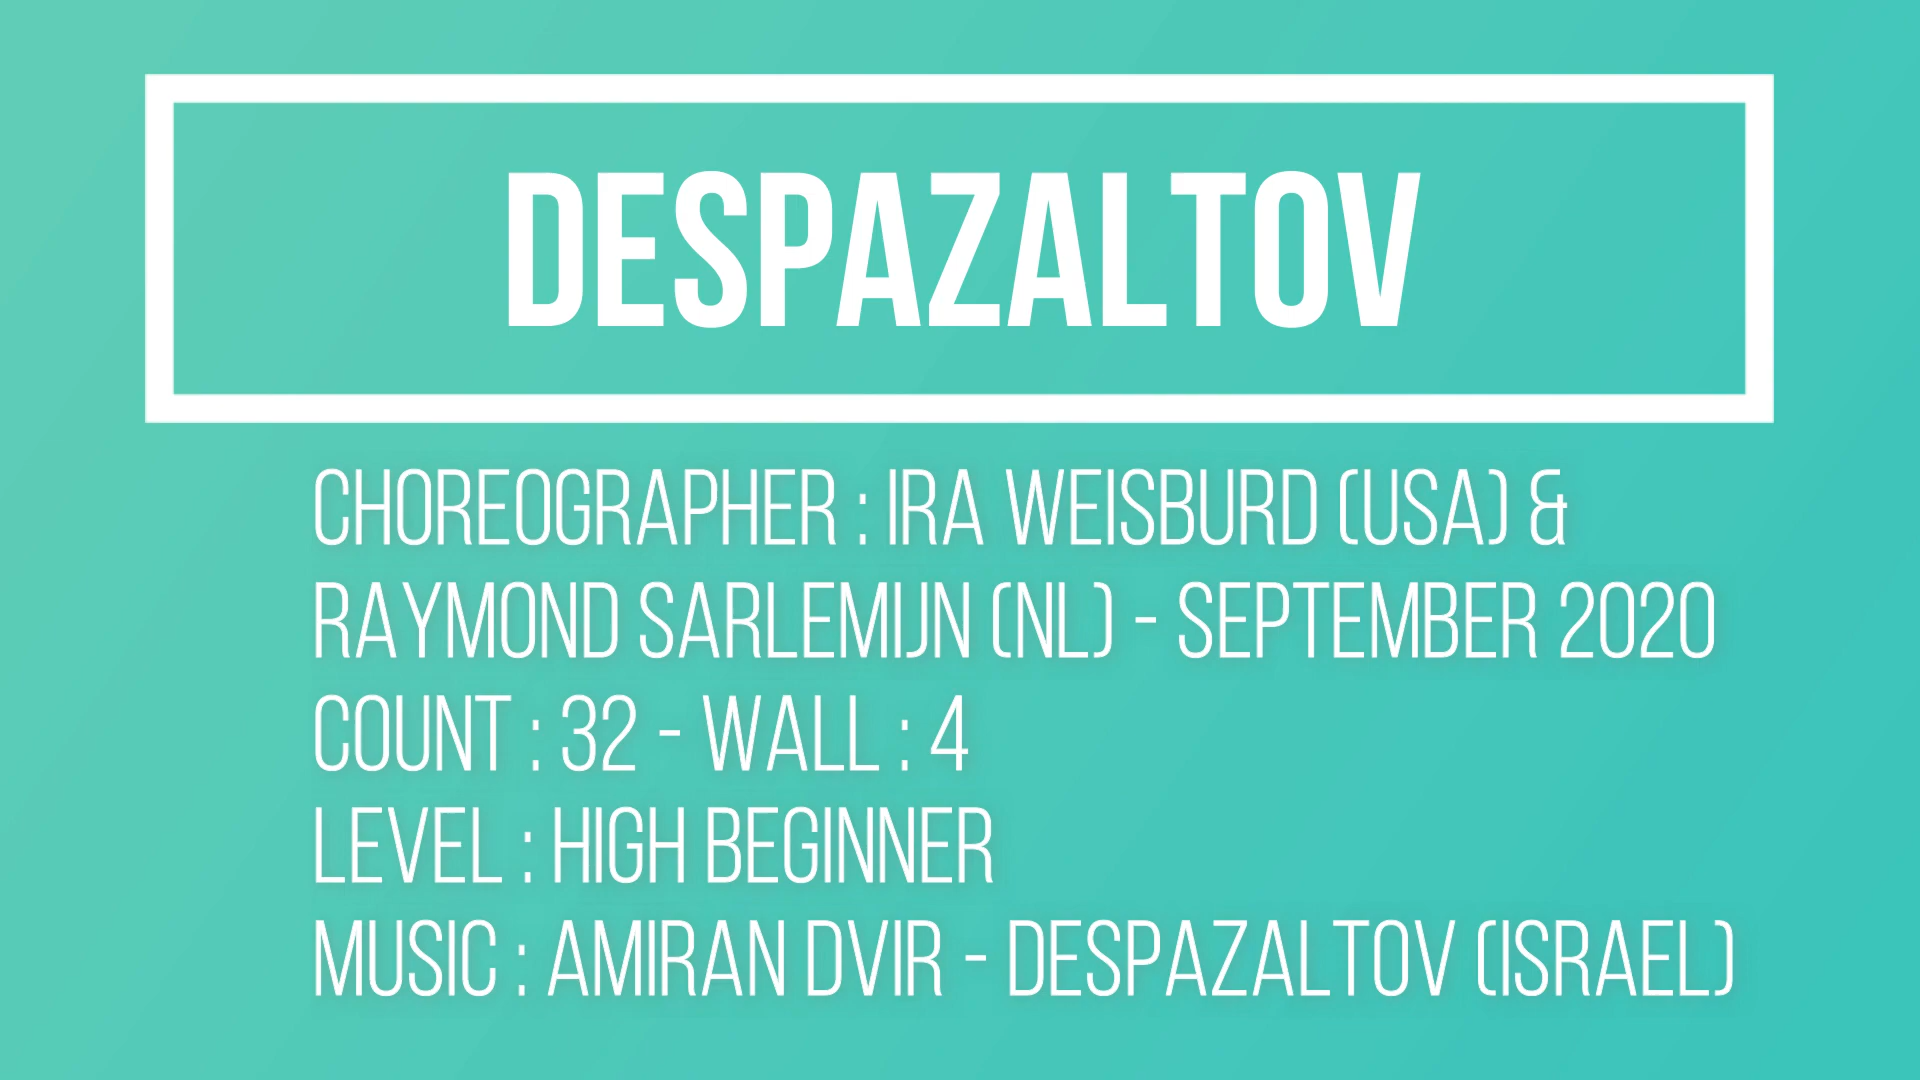 DESPAZALTOV
CHOREOGRAPHER : IRA WEISBURD (USA) &
RAYMOND SARLEMIJN (NL) - SEPTEMBER 2020
COUNT : 32 - WALL : 4
LEVEL : HIGH BEGINNER
MUSIC : AMIRAN DVIR - DESPAZALTOV (ISRAEL)